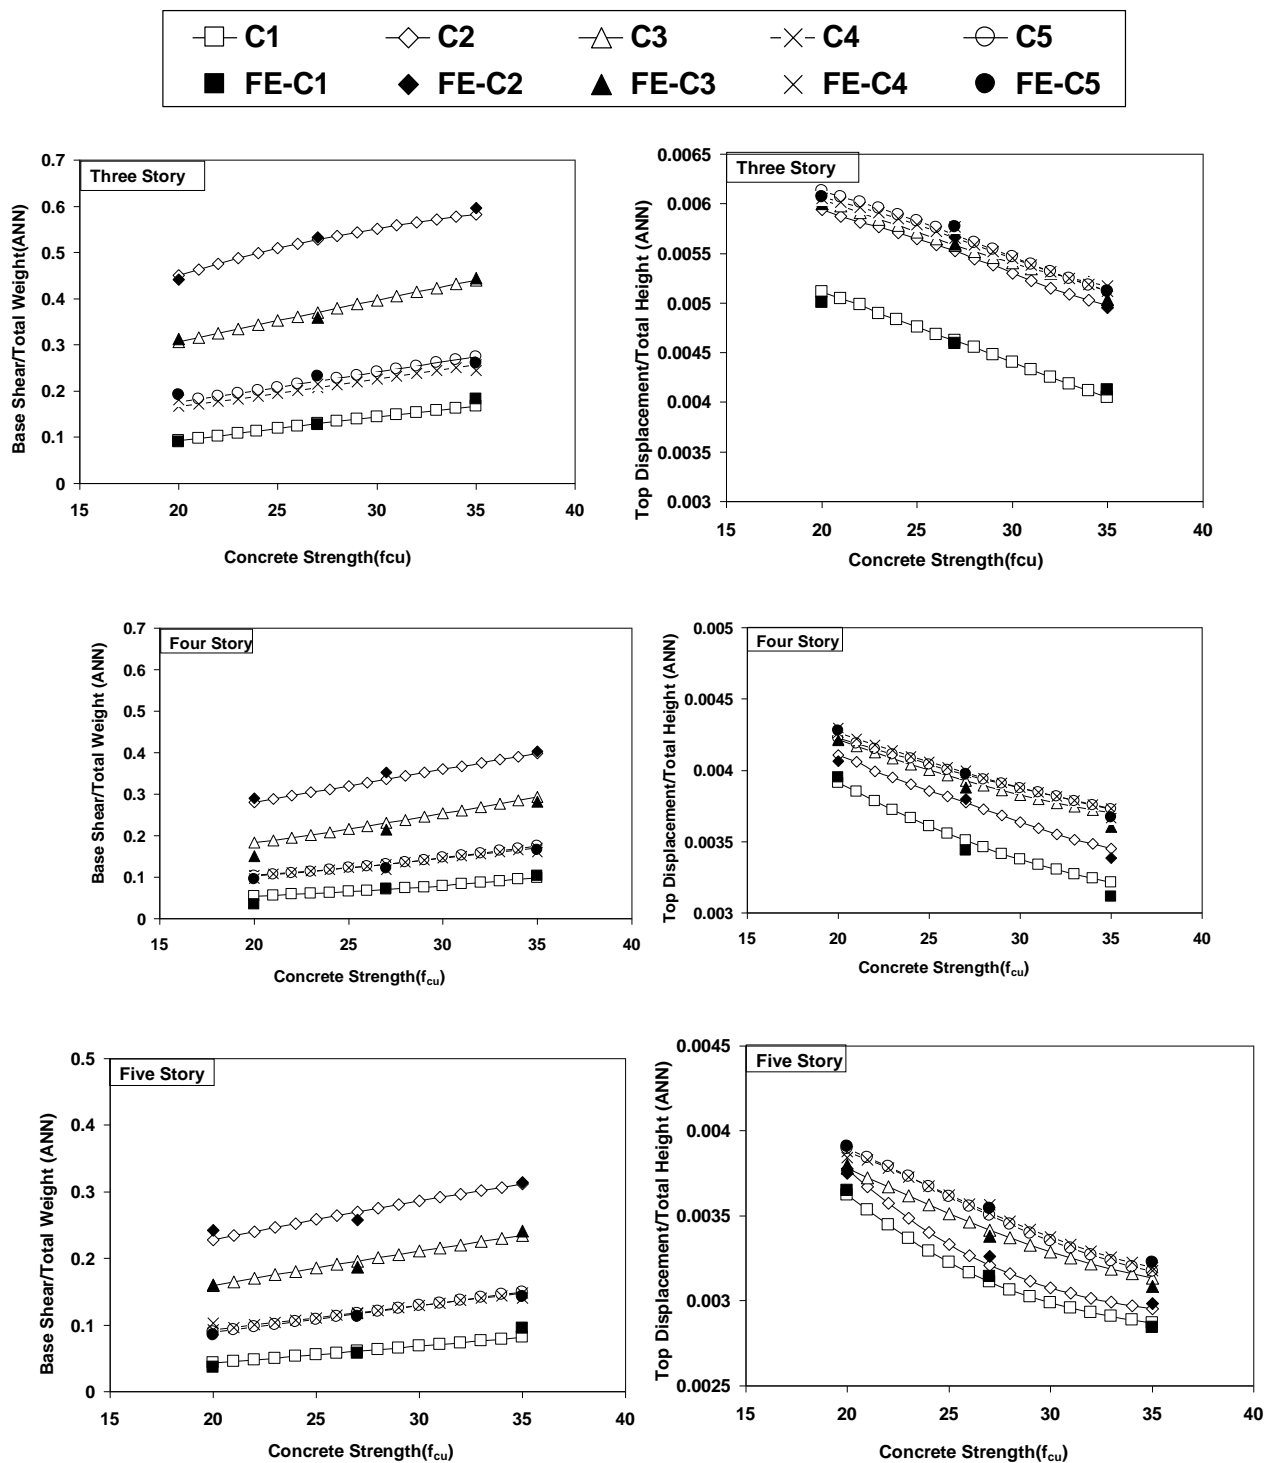 C1 C2 C3 C4 C5
FE-C1 FE-C2 FE-C3 FE-C4 FE-C5
Three Story
Base Shear/Total Weight(ANN)
0.7
0.6
0.5
0.4
0.3
0.2
0.1
0
15 20 25 30 35 40
Concrete Strength(fcu)
Three Story
Top Displacement/Total Height (ANN)
0.0065
0.006
0.0055
0.005
0.0045
0.004
0.0035
0.003
15 20 25 30 35 40
Concrete Strength(fcu)
Four Story
Base Shear/Total Weight (ANN)
0.7
0.6
0.5
0.4
0.3
0.2
0.1
0
15 20 25 30 35 40
Concrete Strength(fcu)
Four Story
Top Displacement/Total Height (ANN)
0.005
0.0045
0.004
0.0035
0.003
15 20 25 30 35 40
Concrete Strength(fcu)
Five Story
Base Shear/Total Weight (ANN)
0.5
0.4
0.3
0.2
0.1
0
15 20 25 30 35 40
Concrete Strength(fcu)
Five Story
Top Displacement/Total Height (ANN)
0.0045
0.004
0.0035
0.003
0.0025
15 20 25 30 35 40
Concrete Strength(fcu)